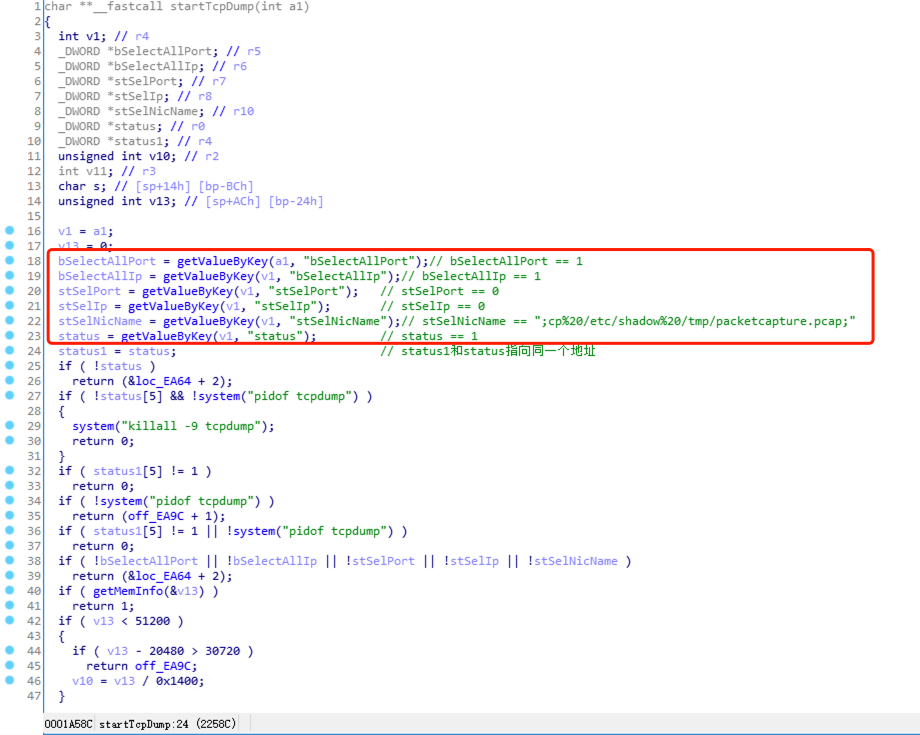 1 char **__fastcall startTcpDump(int a1)
2 {
3 int v1; // r4
4 _DWORD *bSelectAllPort; // r5
5 _DWORD *bSelectAllIp; // r6
6 _DWORD *stSelPort; // r7
7 _DWORD *stSelIp; // r8
8 _DWORD *stSelNicName; // r10
9 _DWORD *status; // r0
10 _DWORD *status1; // r4
11 unsigned int v10; // r2
12 int v11; // r3
13 char s; // [sp+14h] [bp-BCh]
14 unsigned int v13; // [sp+ACh] [bp-24h]
15
16 v1 = a1;
17 v13 = 0;
18 bSelectAllPort = getValueByKey(a1, "bSelectAllPort");// bSelectAllPort == 1
19 bSelectAllIp = getValueByKey(v1, "bSelectAllIp");// bSelectAllIp == 1
20 stSelPort = getValueByKey(v1, "stSelPort"); // stSelPort == 0
21 stSelIp = getValueByKey(v1, "stSelIp"); // stSelIp == 0
22 stSelNicName = getValueByKey(v1, "stSelNicName");// stSelNicName == ";cp%20/etc/shadow%20/tmp/packetcapture.pcap;"
23 status = getValueByKey(v1, "status"); // status == 1
24 status1 = status; // status1和status指向同一个地址
25 if ( !status )
26 return (&loc_EA64 + 2);
27 if ( !status[5] && !system("pidof tcpdump") )
28 {
29 system("killall -9 tcpdump");
30 return 0;
31 }
32 if ( status1[5] != 1 )
33 return 0;
34 if ( !system("pidof tcpdump") )
35 return (off_EA9C + 1);
36 if ( status1[5] != 1 || !system("pidof tcpdump") )
37 return 0;
38 if ( !bSelectAllPort || !bSelectAllIp || !stSelPort || !stSelIp || !stSelNicName )
39 return (&loc_EA64 + 2);
40 if ( getMemInfo(&v13) )
41 return 1;
42 if ( v13 < 51200 )
43 {
44 if ( v13 - 20480 > 30720 )
45 return off_EA9C;
46 v10 = v13 / 0x1400;
47 }
0001A58C startTcpDump:24 (2258C)